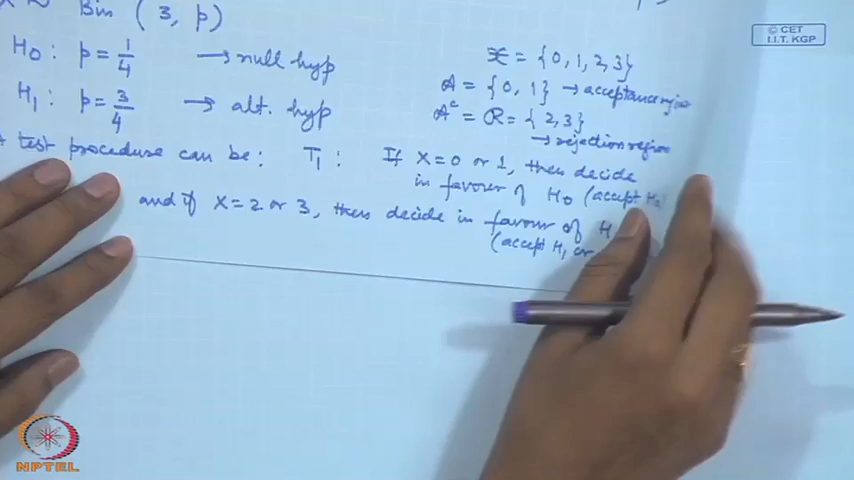 X ~ Bin (3, p)
H0 : p = 1/4 → null hyp
H1 : p = 3/4 → alt. hyp
𝒳 = {0, 1, 2, 3}
A = {0, 1} → acceptance
Aᶜ = R = {2, 3}
→ rejection region
test procedure can be : T1 : If X = 0 or 1, then decide
in favour of H0 (accept H0
and if X = 2 or 3, then decide in favour of H
(accept H1 or
© CET
I.I.T. KGP
NPTEL